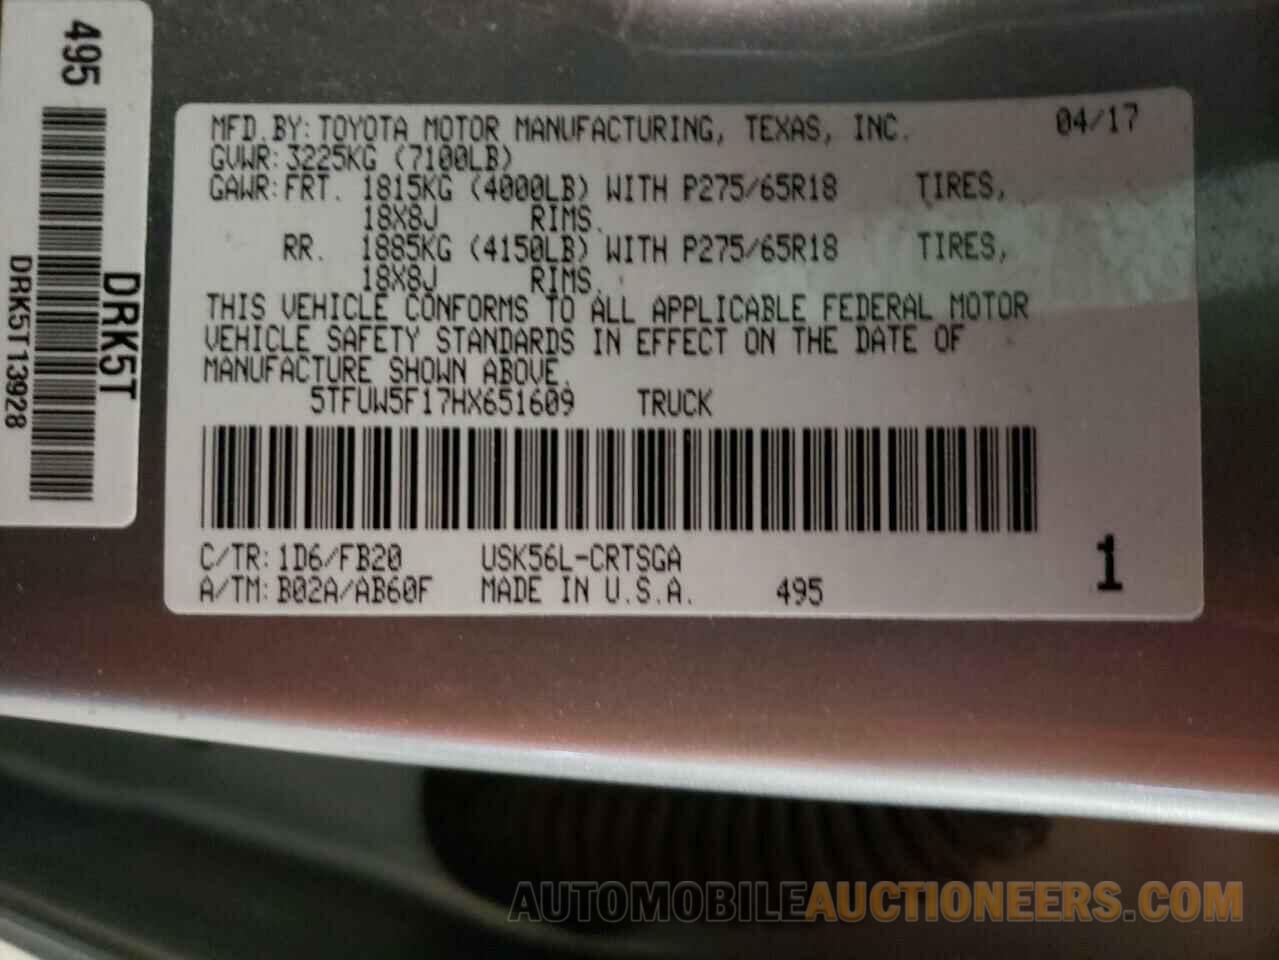 495
DRK5T
DRK5T13928
MFD.BY: TOYOTA MOTOR MANUFACTURING, TEXAS, INC. 04/17
GVWR: 3225KG (7100LB)
GAWR: FRT. 1815KG (4000LB) WITH P275/65R18 TIRES,
18X8J RIMS.
RR. 1885KG (4150LB) WITH P275/65R18 TIRES,
18X8J RIMS.
THIS VEHICLE CONFORMS TO ALL APPLICABLE FEDERAL MOTOR
VEHICLE SAFETY STANDARDS IN EFFECT ON THE DATE OF
MANUFACTURE SHOWN ABOVE.
5TFUW5F17HX651609 TRUCK
C/TR: 1D6/FB20 USK56L-CRTSGA
A/TM: B02A/AB60F MADE IN U.S.A. 495
1
AUTOMOBILEAUCTIONEERS.COM